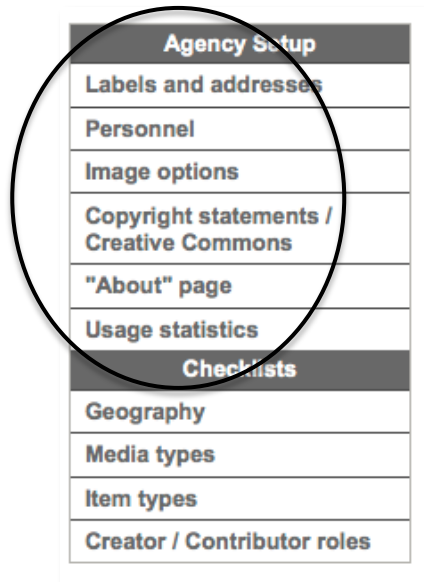 Agency Setup
Labels and addresses
Personnel
Image options
Copyright statements /
Creative Commons
"About" page
Usage statistics
Checklists
Geography
Media types
Item types
Creator / Contributor roles